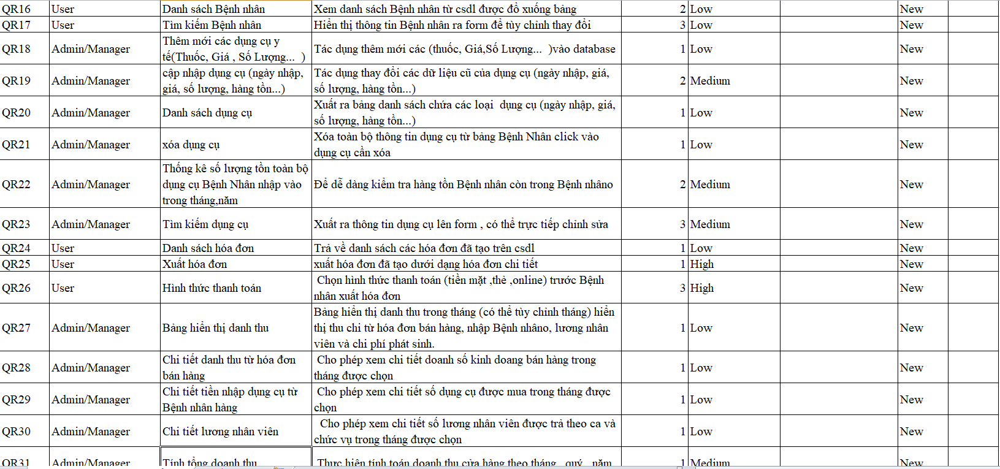 QR16 User Danh sách Bệnh nhân Xem danh sách Bệnh nhân từ csdl được đổ xuống bảng 2 Low New
QR17 User Tìm kiếm Bệnh nhân Hiển thị thông tin Bệnh nhân ra form để tùy chỉnh thay đổi 3 Low New
QR18 Admin/Manager Thêm mới các dụng cụ y
tế(Thuốc, Giá , Số Lượng... ) Tác dụng thêm mới các (thuốc, Giá,Số Lượng... )vào database 1 Low New
QR19 Admin/Manager cập nhập dụng cụ (ngày nhập,
giá, số lượng, hàng tồn...) Tác dụng thay đổi các dữ liệu cũ của dụng cụ (ngày nhập, giá,
số lượng, hàng tồn...) 2 Medium New
QR20 Admin/Manager Danh sách dụng cụ Xuất ra bảng danh sách chứa các loại dụng cụ (ngày nhập, giá,
số lượng, hàng tồn...) 1 Low New
QR21 Admin/Manager xóa dụng cụ Xóa toàn bộ thông tin dụng cụ từ bảng Bệnh Nhân click vào
dụng cụ cần xóa 1 Low New
QR22 Admin/Manager Thống kê số lượng tồn toàn bộ
dụng cụ Bệnh Nhân nhập vào
trong tháng,năm Để dễ dàng kiểm tra hàng tồn Bệnh nhân còn trong Bệnh nhâno 2 Medium New
QR23 Admin/Manager Tìm kiếm dụng cụ Xuất ra thông tin dụng cụ lên form , có thể trực tiếp chỉnh sửa 3 Medium New
QR24 User Danh sách hóa đơn Trả về danh sách các hóa đơn đã tạo trên csdl 1 Low New
QR25 User Xuất hóa đơn xuất hóa đơn đã tạo dưới dạng hóa đơn chi tiết 1 High New
QR26 User Hình thức thanh toán Chọn hình thức thanh toán (tiền mặt ,thẻ ,online) trước Bệnh
nhân xuất hóa đơn 3 High New
QR27 Admin/Manager Bảng hiển thị danh thu Bảng hiển thị danh thu trong tháng (có thể tùy chỉnh tháng) hiển
thị thu chi từ hóa đơn bán hàng, nhập Bệnh nhâno, lương nhân
viên và chi phí phát sinh. 1 Low New
QR28 Admin/Manager Chi tiết danh thu từ hóa đơn
bán hàng Cho phép xem chi tiết doanh số kinh doang bán hàng trong
tháng được chọn 1 Low New
QR29 Admin/Manager Chi tiết tiền nhập dụng cụ từ
Bệnh nhân hàng Cho phép xem chi tiết số dụng cụ được mua trong tháng được
chọn 1 Low New
QR30 Admin/Manager Chi tiết lương nhân viên Cho phép xem chi tiết số lương nhân viên được trả theo ca và
chức vụ trong tháng được chọn 1 Low New
QR31 Admin/Manager Tính tổng doanh thu Thực hiện tính toán doanh thu cửa hàng theo tháng , quý , năm 1 Medium New